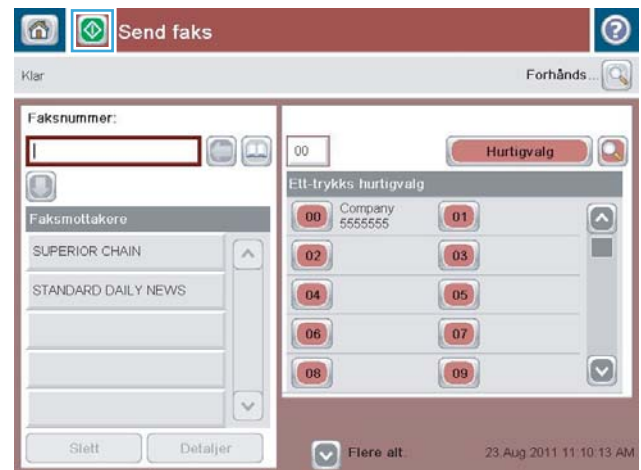 Send faks
Klar
Forhånds...
Faksnummer:
00
Hurtigvalg
Ett-trykks hurtigvalg
Faksmottakere
SUPERIOR CHAIN
STANDARD DAILY NEWS
00 Company 01
5555555
02 03
04 05
06 07
08 09
Slett Detaljer
Flere alt.
23.Aug 2011 11:10:13 AM